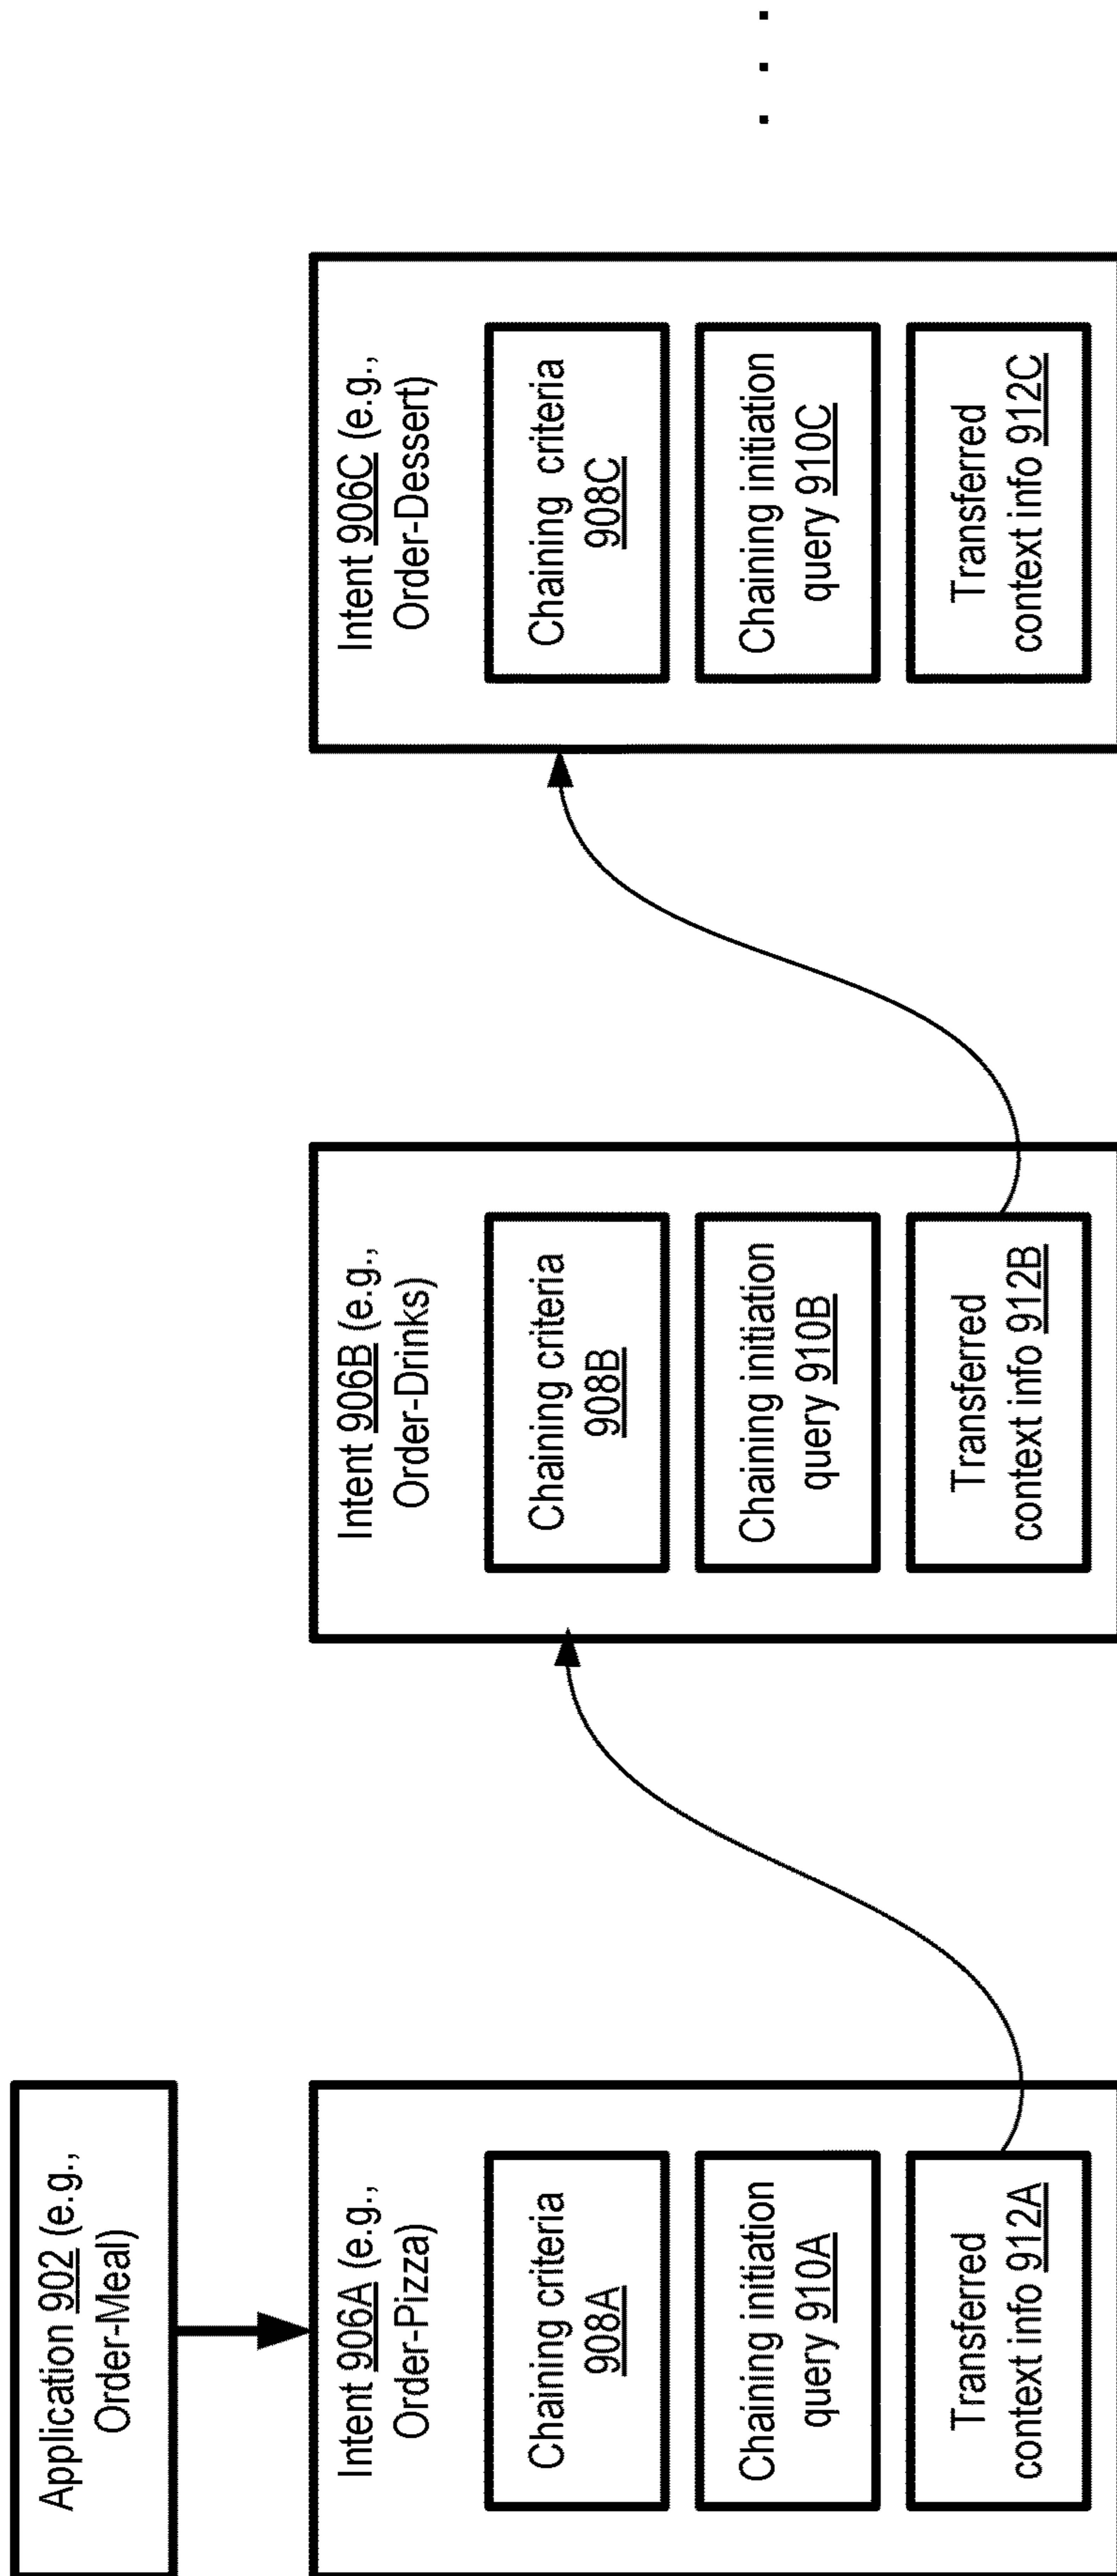 Application 902 (e.g.,
Order-Meal)
Intent 906A (e.g.,
Order-Pizza)
Chaining criteria
908A
Chaining initiation
query 910A
Transferred
context info 912A
Intent 906B (e.g.,
Order-Drinks)
Chaining criteria
908B
Chaining initiation
query 910B
Transferred
context info 912B
Intent 906C (e.g.,
Order-Dessert)
Chaining criteria
908C
Chaining initiation
query 910C
Transferred
context info 912C
. . .